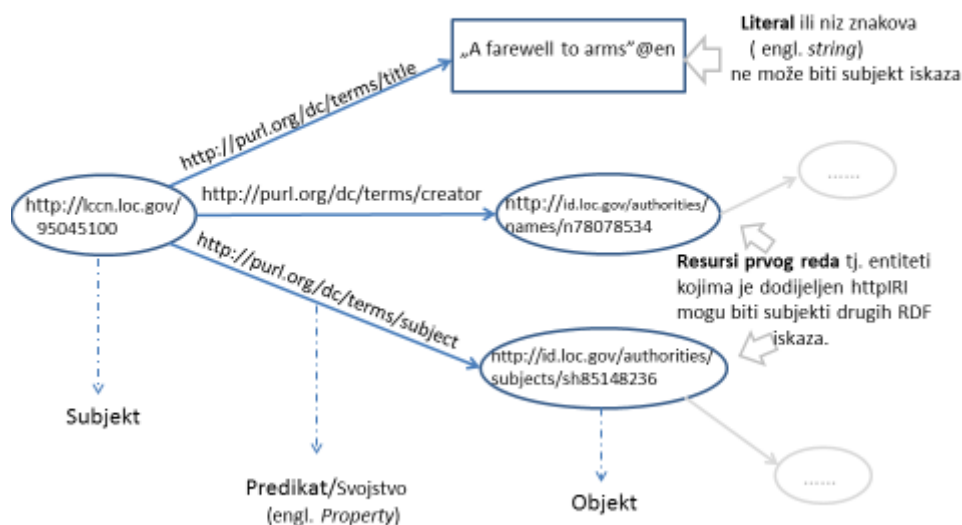 „A farewell to arms”@en
Literal ili niz znakova
( engl. string)
ne može biti subjekt iskaza
http://purl.org/dc/terms/title
......
http://purl.org/dc/terms/creator
http://lccn.loc.gov/
95045100
http://id.loc.gov/authorities/
names/n78078534
Resursi prvog reda tj. entiteti
kojima je dodijeljen httpIRI
mogu biti subjekti drugih RDF
iskaza.
http://purl.org/dc/terms/subject
http://id.loc.gov/authorities/
subjects/sh85148236
Subjekt
......
Predikat/Svojstvo
(engl. Property)
Objekt